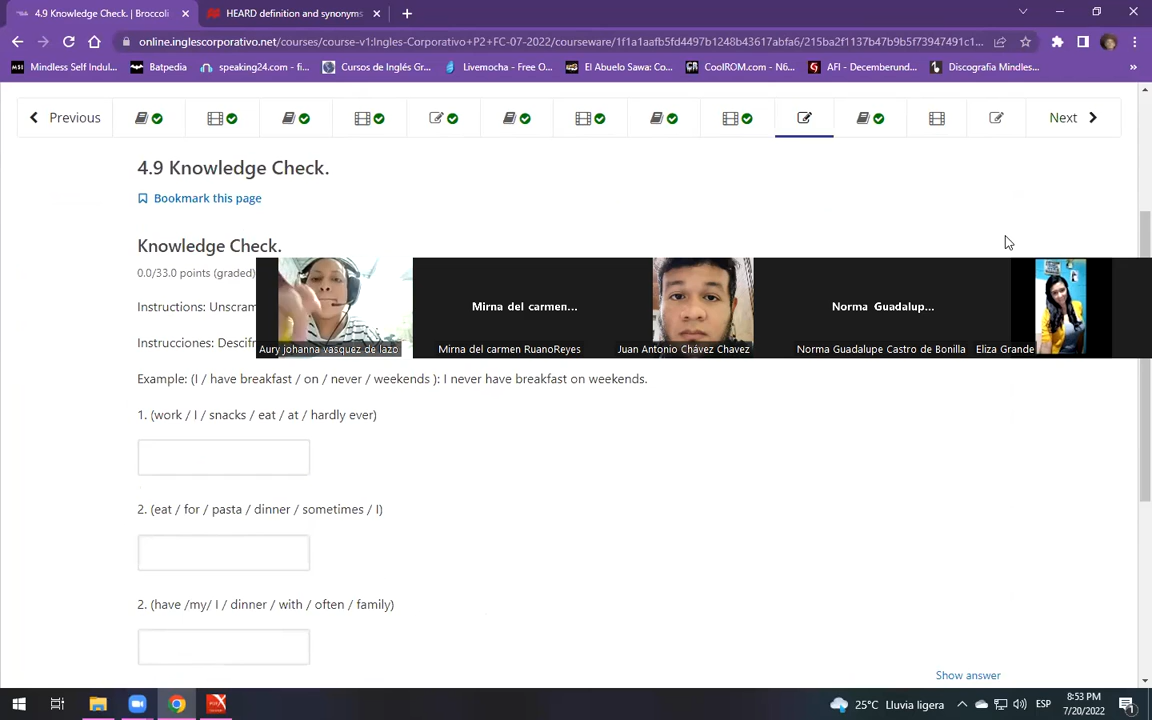 4.9 Knowledge Check. | Broccoli
HEARD definition and synonyms
online.inglescorporativo.net/courses/course-v1:Ingles-Corporativo+P2+FC-07-2022/courseware/1f1a1aafb5fd4497b1248b43617abfa6/215ba2f1137b47b9b5f73947491c1...
Mindless Self Indul...
Batpedia
speaking24.com - fi...
Cursos de Inglés Gr...
Livemocha - Free O...
El Abuelo Sawa: Co...
CoolROM.com - N6...
AFI - Decemberund...
Discografia Mindles...
Previous
Next
4.9 Knowledge Check.
Bookmark this page
Knowledge Check.
0.0/33.0 points (graded)
Instructions: Unscram
Instrucciones: Descifr
Mirna del carmen...
Norma Guadalup...
Aury johanna vasquez de lazo
Mirna del carmen RuanoReyes
Juan Antonio Chávez Chavez
Norma Guadalupe Castro de Bonilla
Eliza Grande
Example: (I / have breakfast / on / never / weekends ): I never have breakfast on weekends.
1. (work / I / snacks / eat / at / hardly ever)
2. (eat / for / pasta / dinner / sometimes / I)
2. (have /my/ I / dinner / with / often / family)
Show answer
25°C Lluvia ligera
ESP
8:53 PM
7/20/2022